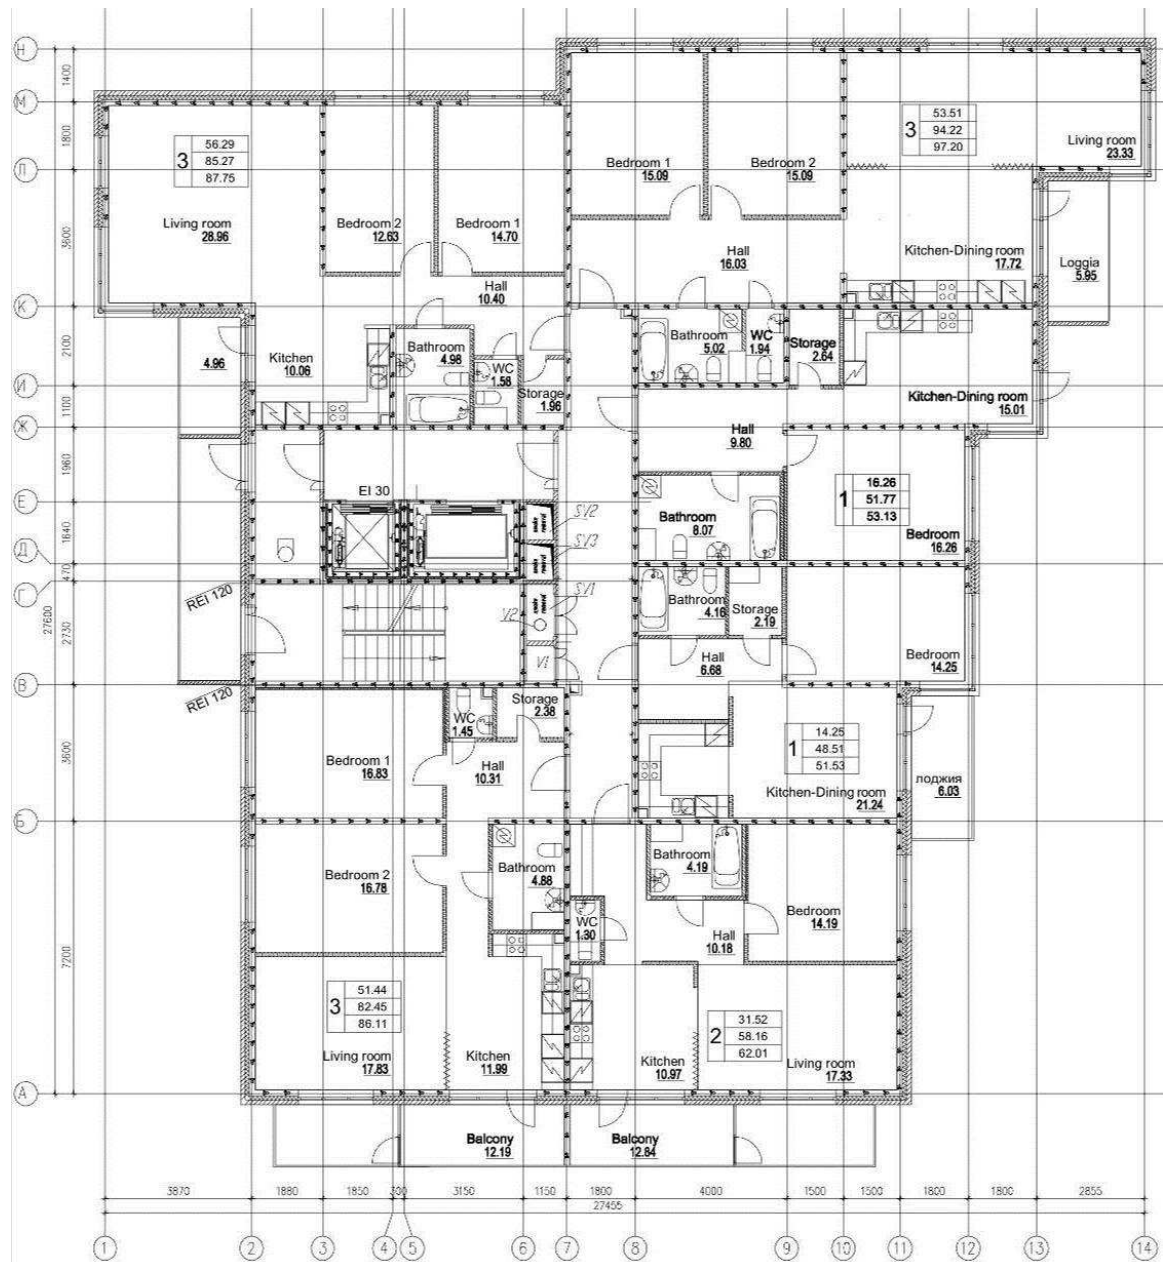 Н
М
П
К
И
Ж
Е
Д
Г
В
Б
А
1400
1800
3600
2100
1100
1960
1640
470
2730
3600
7200
27600
3
56.29
85.27
87.75
Living room
28.96
Bedroom 2
12.63
Bedroom 1
14.70
Hall
10.40
Kitchen
10.06
Bathroom
4.98
WC
1.58
Storage
1.96
4.96
Bedroom 1
15.09
Bedroom 2
15.09
3
53.51
94.22
97.20
Living room
23.33
Hall
16.03
Kitchen-Dining room
17.72
Loggia
5.95
Bathroom
5.02
WC
1.94
Storage
2.64
Kitchen-Dining room
15.01
Hall
9.80
1
16.26
51.77
53.13
Bathroom
8.07
Bedroom
16.26
EI 30
SV2
SV3
SV1
V2
V1
REI 120
REI 120
Bathroom
4.16
Storage
2.19
Bedroom
14.25
Hall
6.68
1
14.25
48.51
51.53
Kitchen-Dining room
21.24
лоджия
6.03
WC
1.45
Storage
2.38
Bedroom 1
16.83
Hall
10.31
Bedroom 2
16.78
Bathroom
4.88
3
51.44
82.45
86.11
Living room
17.83
Kitchen
11.99
Bathroom
4.19
WC
1.30
Hall
10.18
Bedroom
14.19
2
31.52
58.16
62.01
Kitchen
10.97
Living room
17.33
Balcony
12.19
Balcony
12.84
3870 1880 1850 300 3150 1150 1800 4000 1500 1500 1800 1800 2855
27455
1 2 3 4 5 6 7 8 9 10 11 12 13 14